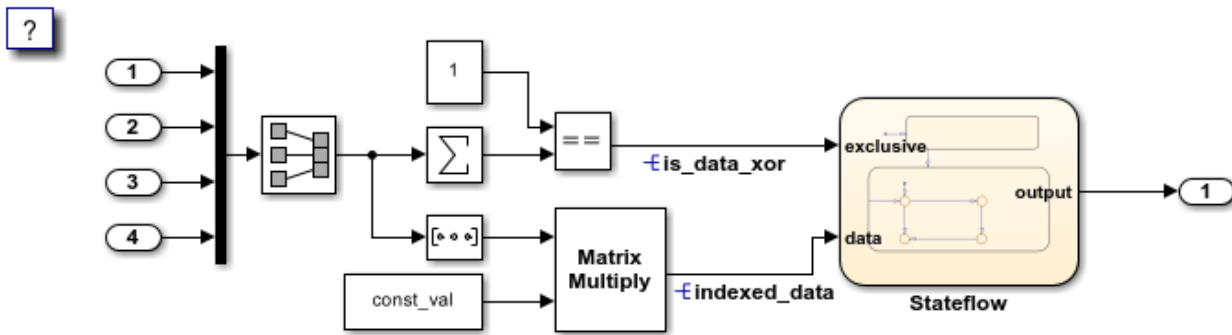 ?
1
1
2
==
exclusive
3
is_data_xor
output
1
4
data
Matrix
Multiply
const_val
indexed_data
Stateflow